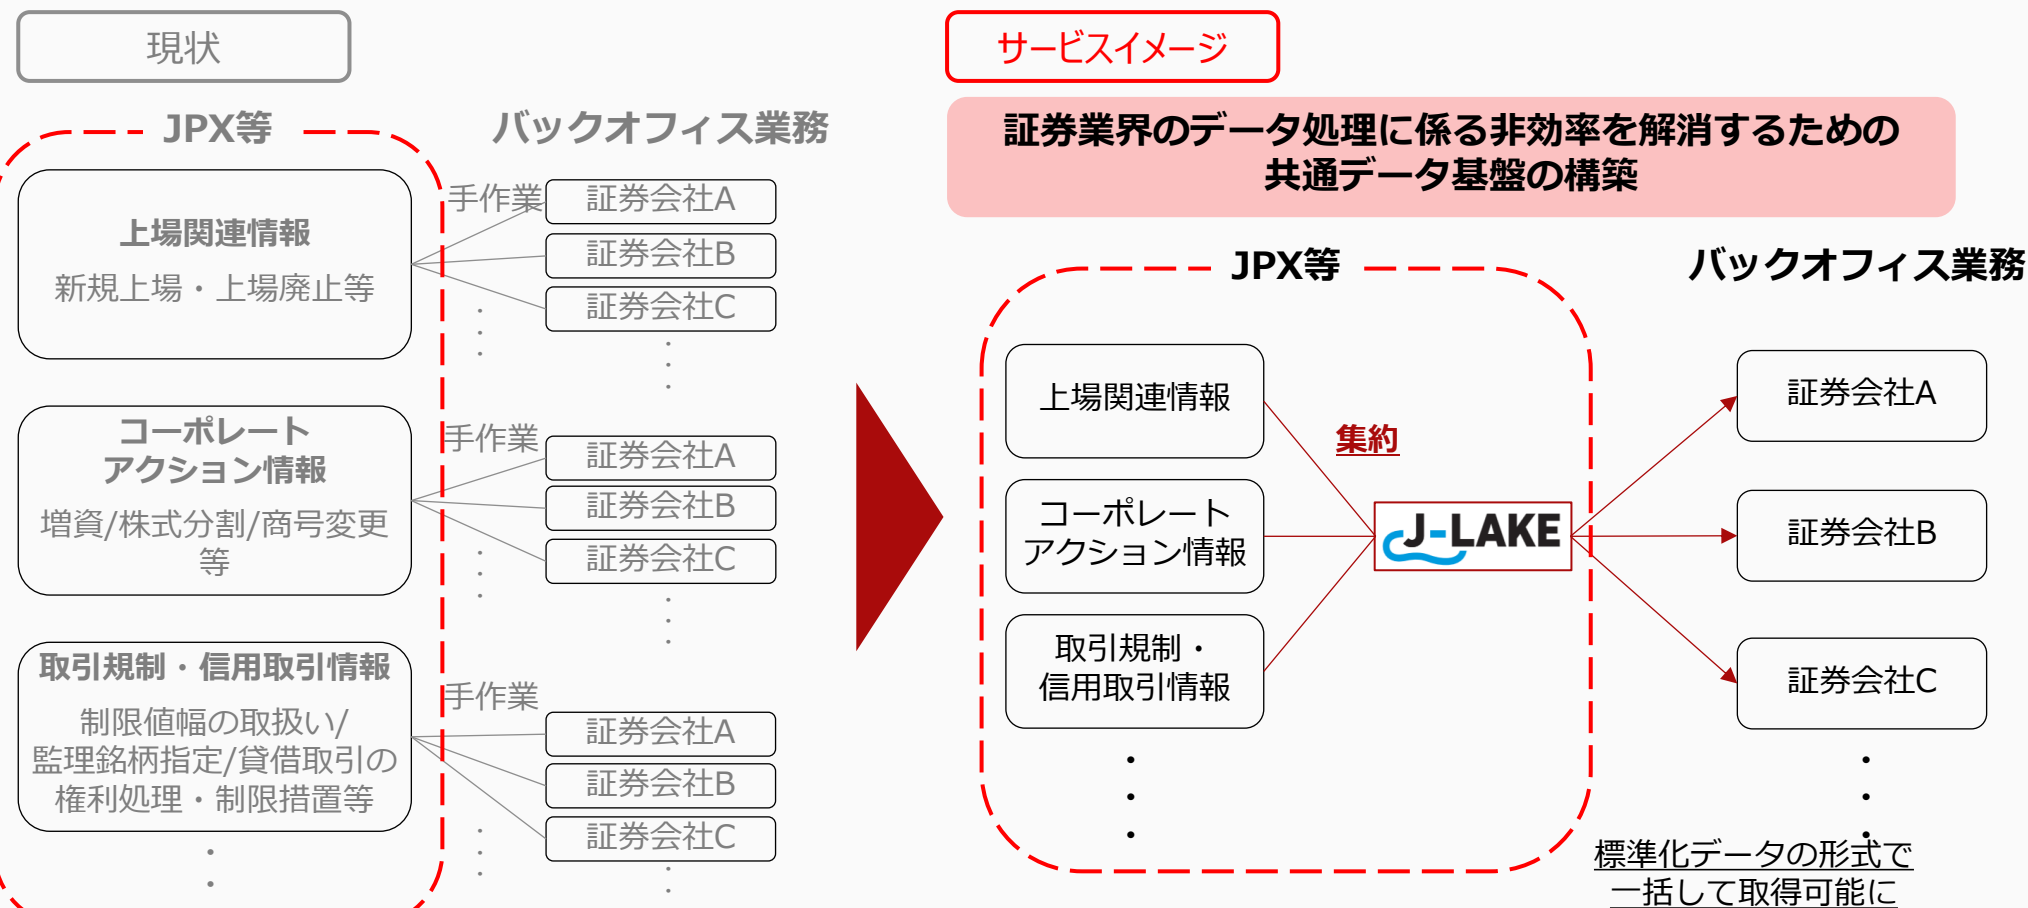 現状
JPX等
バックオフィス業務
上場関連情報
新規上場・上場廃止等
手作業
証券会社A
証券会社B
証券会社C
コーポレート
アクション情報
増資/株式分割/商号変更
等
手作業
証券会社A
証券会社B
証券会社C
取引規制・信用取引情報
制限値幅の取扱い/
監理銘柄指定/貸借取引の
権利処理・制限措置等
手作業
証券会社A
証券会社B
証券会社C
サービスイメージ
証券業界のデータ処理に係る非効率を解消するための
共通データ基盤の構築
JPX等
バックオフィス業務
上場関連情報
コーポレート
アクション情報
取引規制・
信用取引情報
集約
J-LAKE
証券会社A
証券会社B
証券会社C
標準化データの形式で
一括して取得可能に